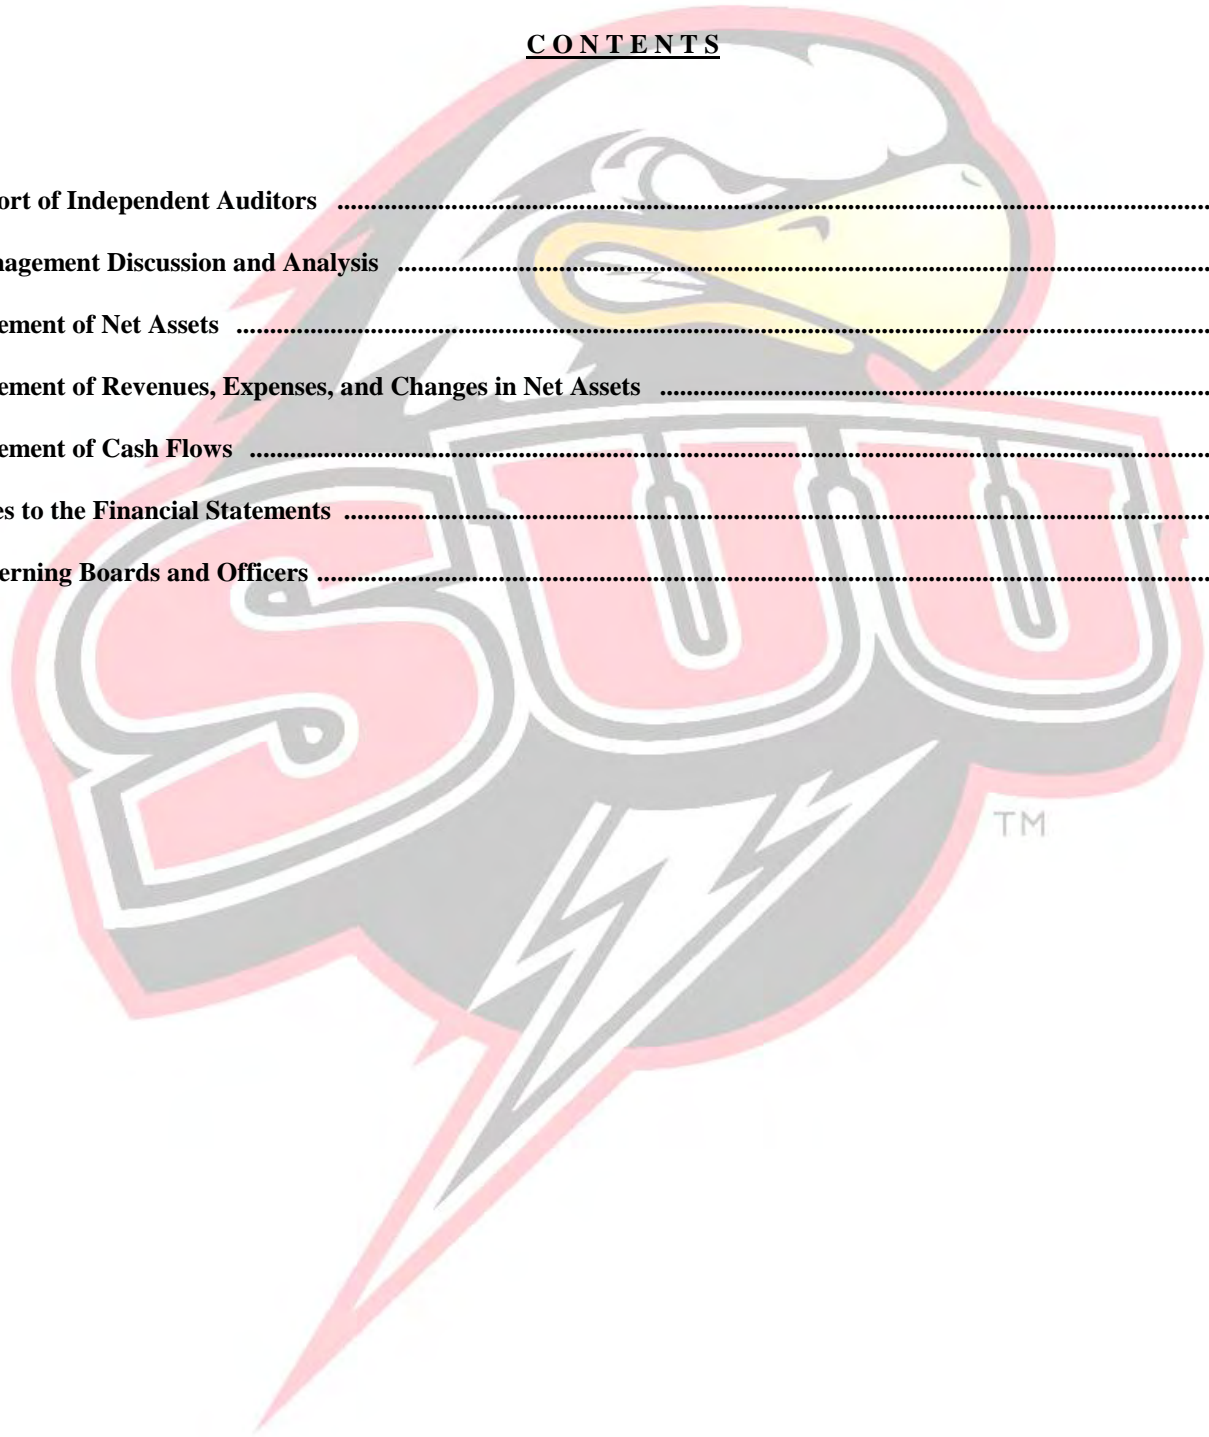 C O N T E N T S
ort of Independent Auditors ................................................................................
nagement Discussion and Analysis ................................................................................
ement of Net Assets ................................................................................
ement of Revenues, Expenses, and Changes in Net Assets ................................................................................
ement of Cash Flows ................................................................................
es to the Financial Statements ................................................................................
erning Boards and Officers ................................................................................
SUU
TM